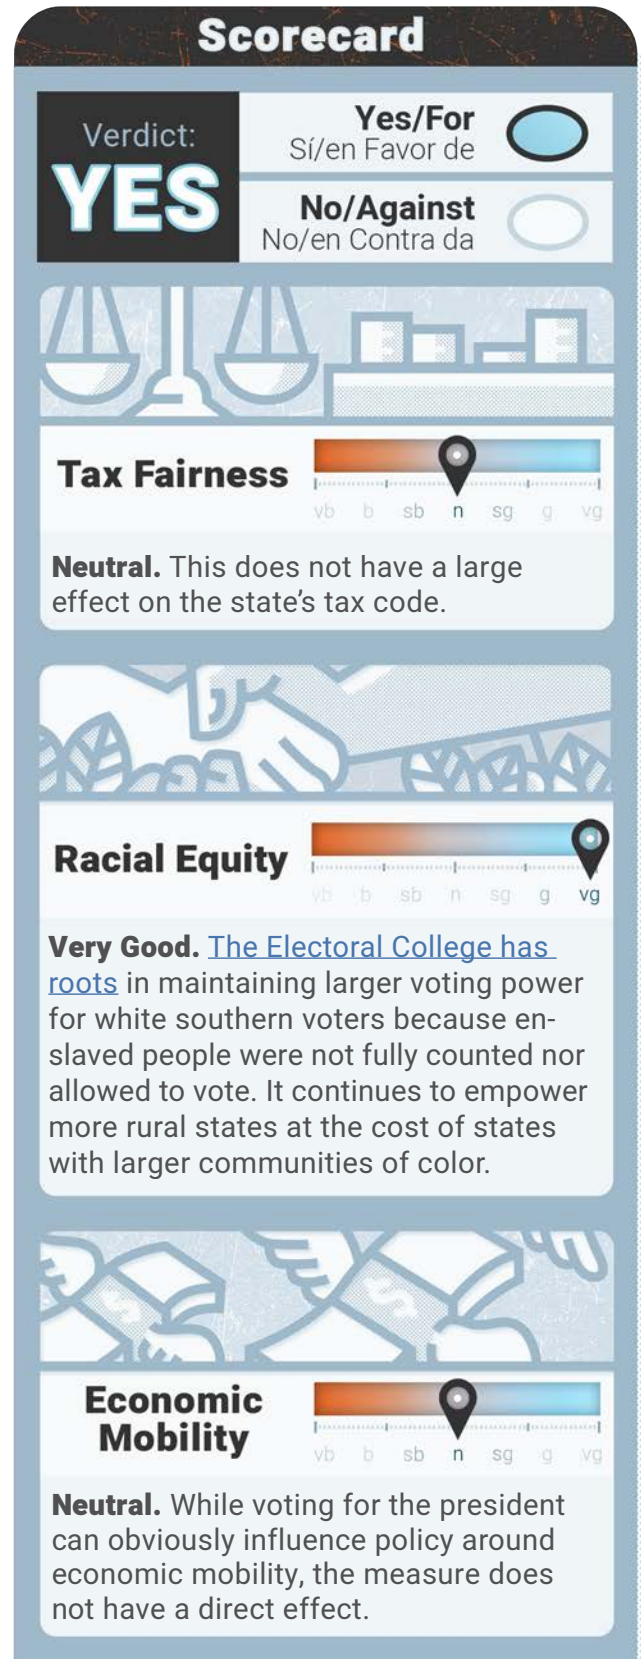 Scorecard
Verdict:
YES
Yes/For
Sí/en Favor de
No/Against
No/en Contra da
Tax Fairness
vb b sb n sg g vg
Neutral. This does not have a large
effect on the state’s tax code.
Racial Equity
vb b sb n sg g vg
Very Good. The Electoral College has
roots in maintaining larger voting power
for white southern voters because en-
slaved people were not fully counted nor
allowed to vote. It continues to empower
more rural states at the cost of states
with larger communities of color.
$ $
Economic
Mobility
vb b sb n sg g vg
Neutral. While voting for the president
can obviously influence policy around
economic mobility, the measure does
not have a direct effect.